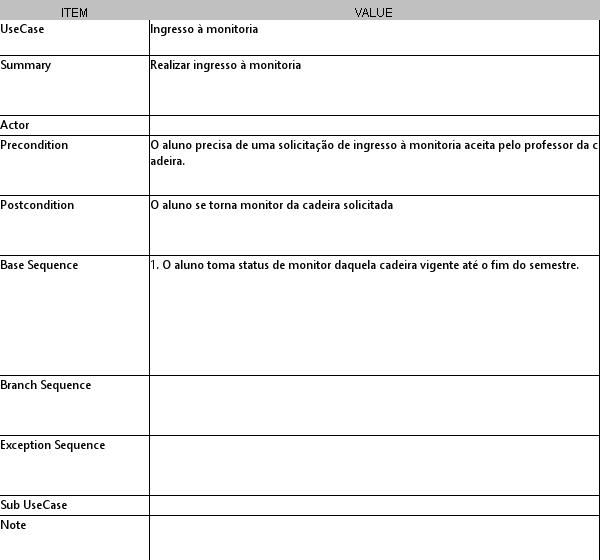 ITEM VALUE
UseCase Ingresso à monitoria
Summary Realizar ingresso à monitoria
Actor
Precondition O aluno precisa de uma solicitação de ingresso à monitoria aceita pelo professor da c
adeira.
Postcondition O aluno se torna monitor da cadeira solicitada
Base Sequence 1. O aluno toma status de monitor daquela cadeira vigente até o fim do semestre.
Branch Sequence
Exception Sequence
Sub UseCase
Note